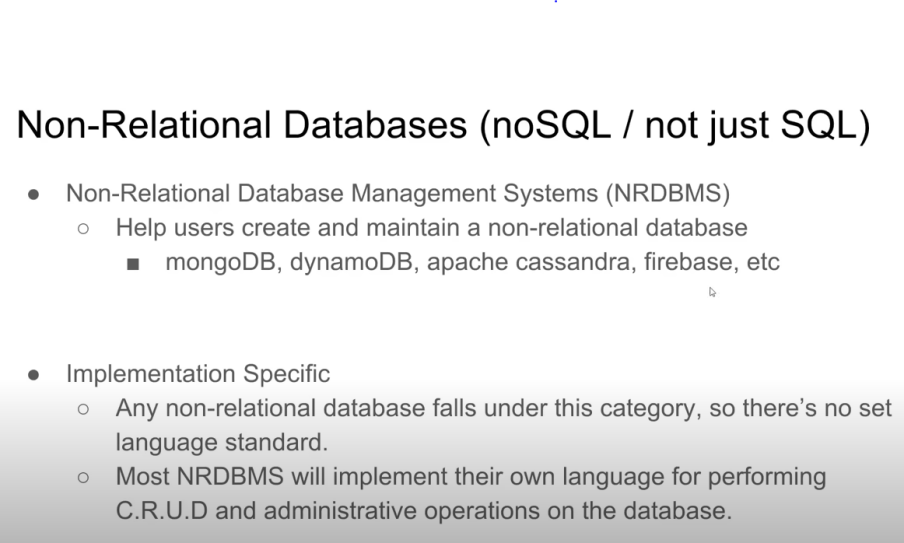 Non-Relational Databases (noSQL / not just SQL)
● Non-Relational Database Management Systems (NRDBMS)
○ Help users create and maintain a non-relational database
■ mongoDB, dynamoDB, apache cassandra, firebase, etc
● Implementation Specific
○ Any non-relational database falls under this category, so there's no set
language standard.
○ Most NRDBMS will implement their own language for performing
C.R.U.D and administrative operations on the database.